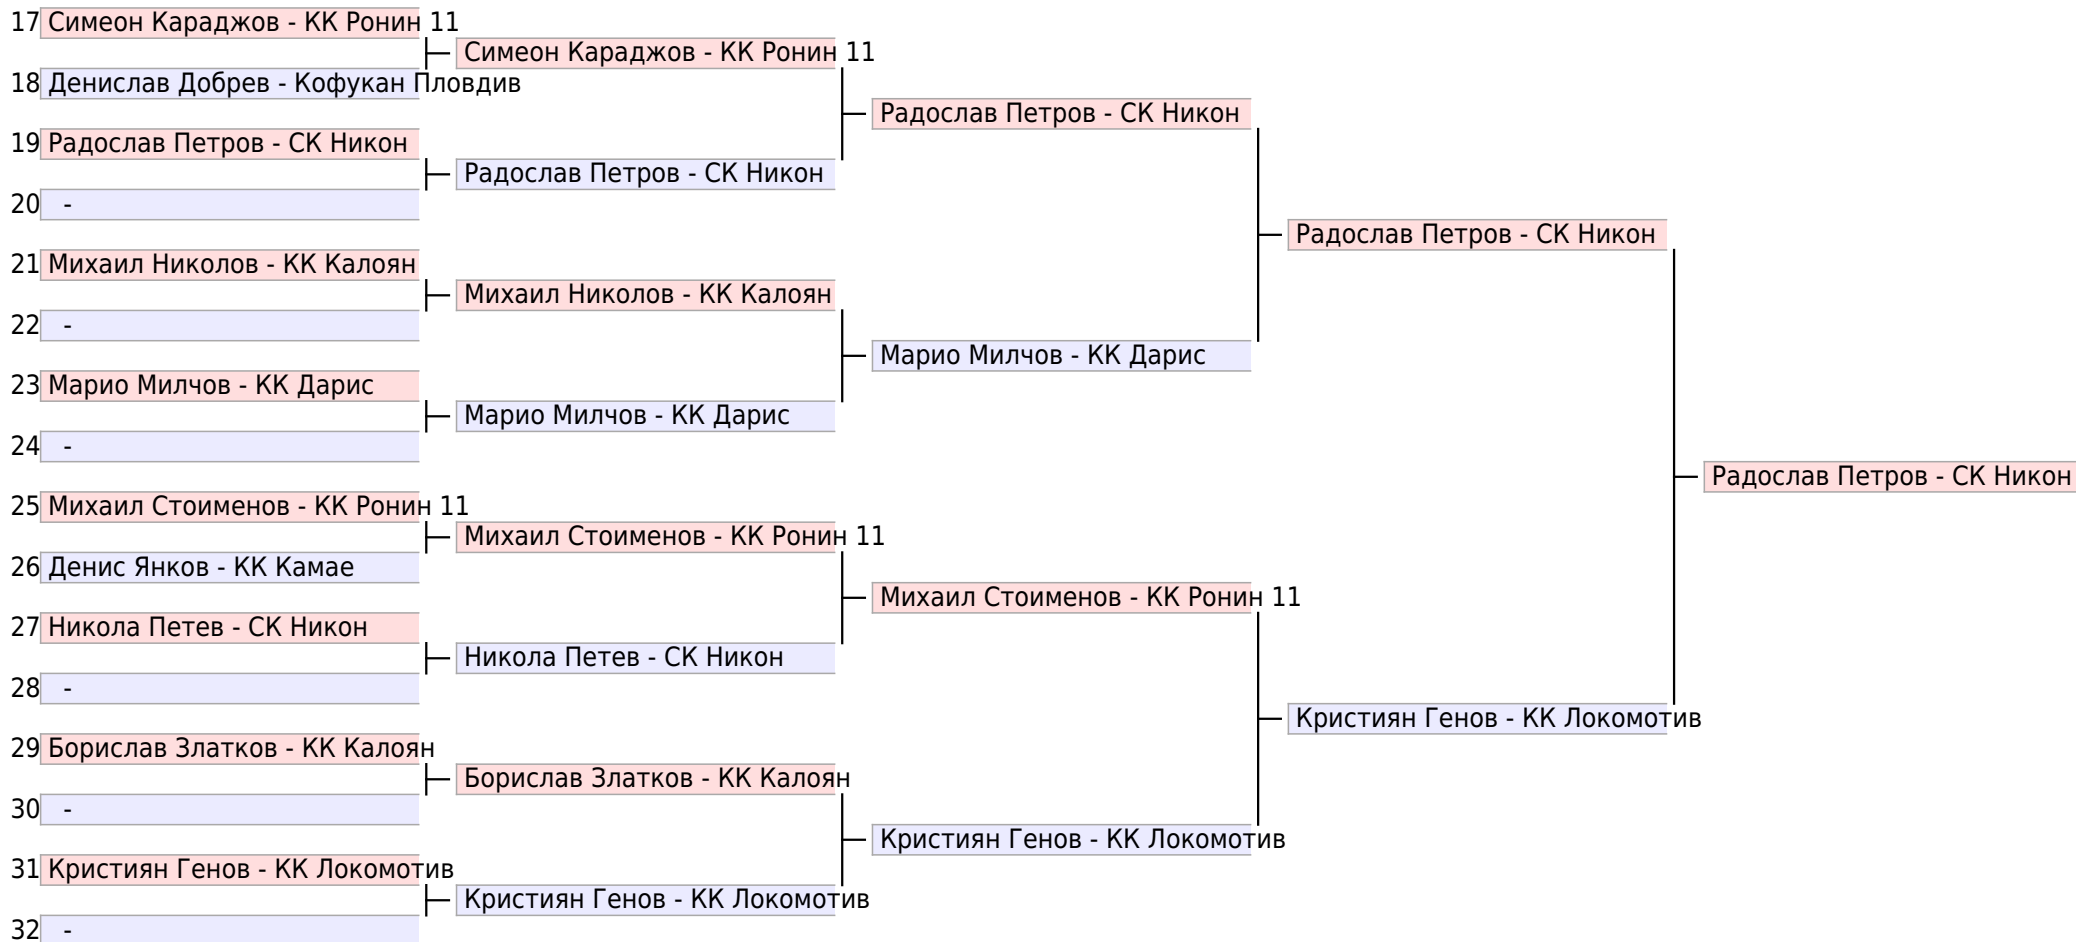 17 Симеон Караджов - КК Ронин 11
Симеон Караджов - КК Ронин 11
18 Денислав Добрев - Кофукан Пловдив
Радослав Петров - СК Никон
19 Радослав Петров - СК Никон
Радослав Петров - СК Никон
20 -
Радослав Петров - СК Никон
21 Михаил Николов - КК Калоян
Михаил Николов - КК Калоян
22 -
Марио Милчов - КК Дарис
23 Марио Милчов - КК Дарис
Марио Милчов - КК Дарис
24 -
Радослав Петров - СК Никон
25 Михаил Стоименов - КК Ронин 11
Михаил Стоименов - КК Ронин 11
26 Денис Янков - КК Камае
Михаил Стоименов - КК Ронин 11
27 Никола Петев - СК Никон
Никола Петев - СК Никон
28 -
Кристиян Генов - КК Локомотив
29 Борислав Златков - КК Калоян
Борислав Златков - КК Калоян
30 -
Кристиян Генов - КК Локомотив
31 Кристиян Генов - КК Локомотив
Кристиян Генов - КК Локомотив
32 -